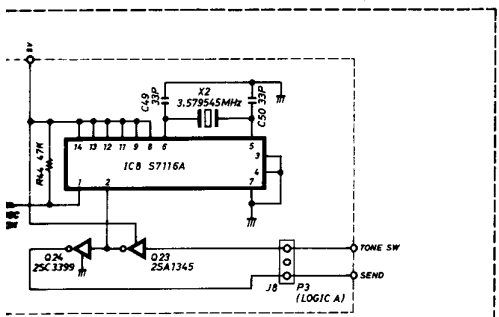 5V
C49
33P
X2
3.579545MHz
C50 33P
14 13 12 11 9 8 6 5
R44 47K
IC8 S7116A
3
4
1 2 7
Q24
2SC3399
Q23
2SA1345
TONE SW
SEND
J8 P3
(LOGIC A)